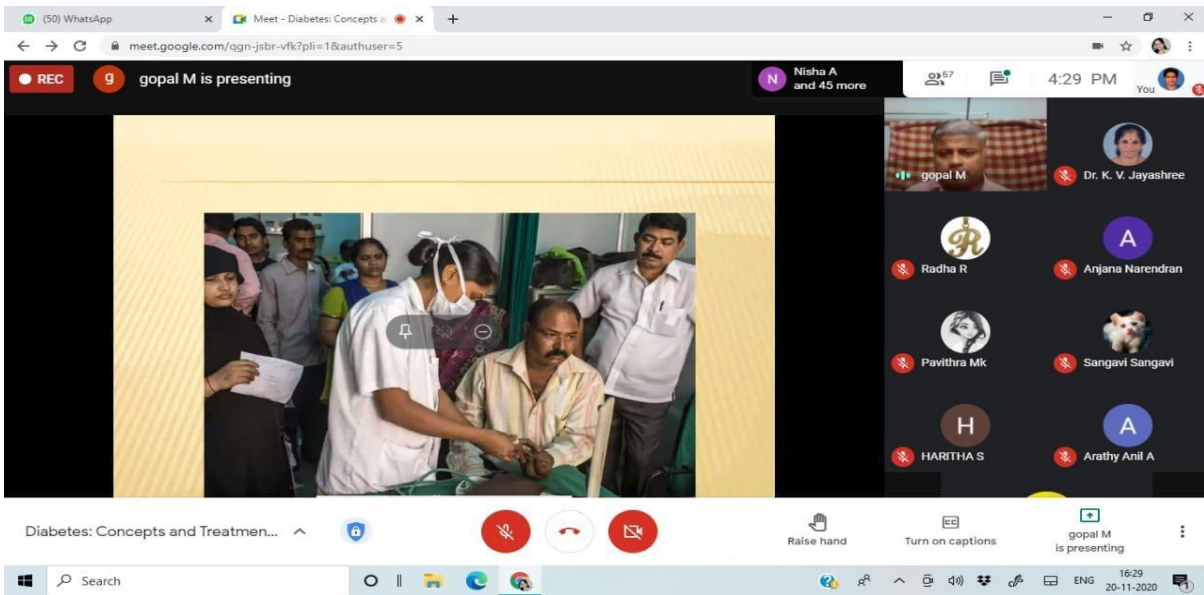 (50) WhatsApp
Meet - Diabetes: Concepts a
meet.google.com/qgn-jsbr-vfk?pli=1&authuser=5
REC
g
gopal M is presenting
N
Nisha A
and 45 more
57
4:29 PM
You
gopal M
Dr. K. V. Jayashree
R
Radha R
A
Anjana Narendran
Pavithra Mk
Sangavi Sangavi
H
HARITHA S
A
Arathy Anil A
Diabetes: Concepts and Treatmen...
Raise hand
CC
Turn on captions
gopal M
is presenting
Search
ENG
16:29
20-11-2020
1